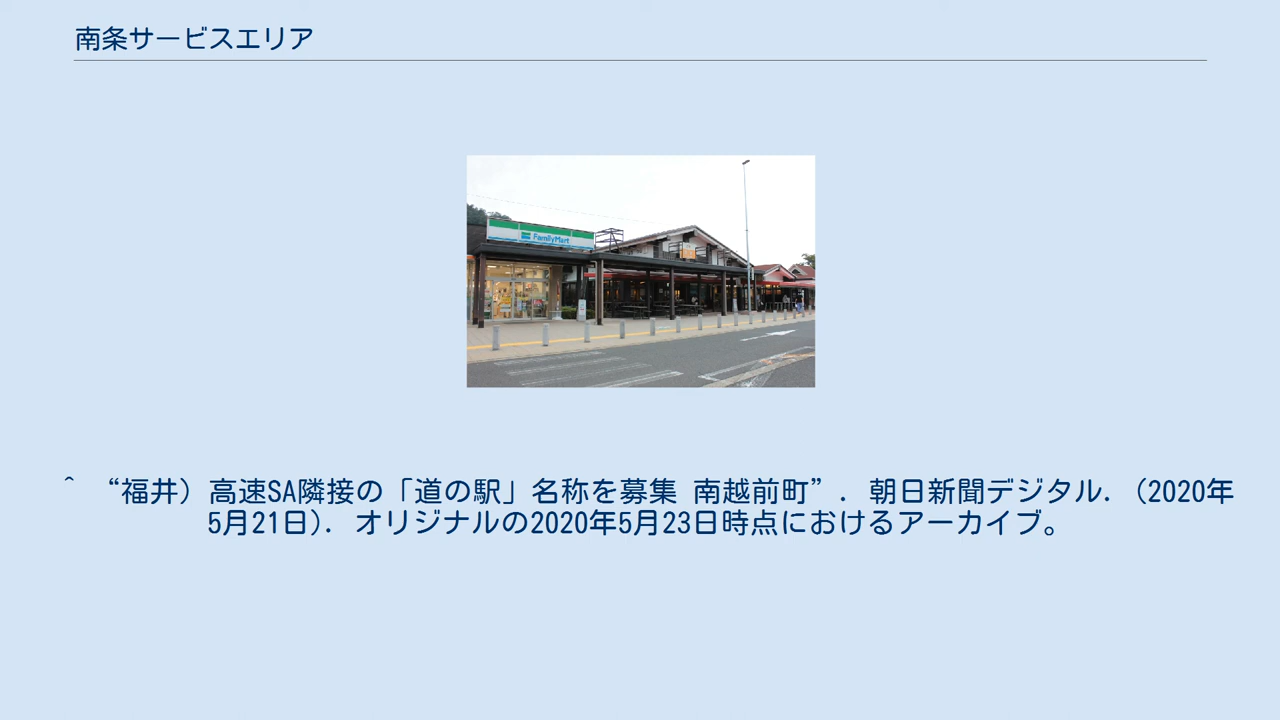 南条サービスエリア
FamilyMart
^ “福井）高速SA隣接の「道の駅」名称を募集 南越前町”. 朝日新聞デジタル. (2020年
5月21日). オリジナルの2020年5月23日時点におけるアーカイブ。